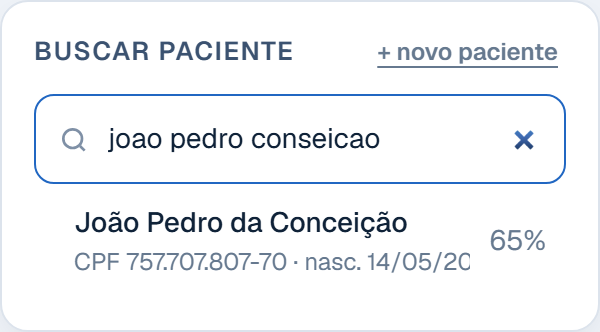 BUSCAR PACIENTE
+ novo paciente
joao pedro conseicao
João Pedro da Conceição
65%
CPF 757.707.807-70 · nasc. 14/05/20